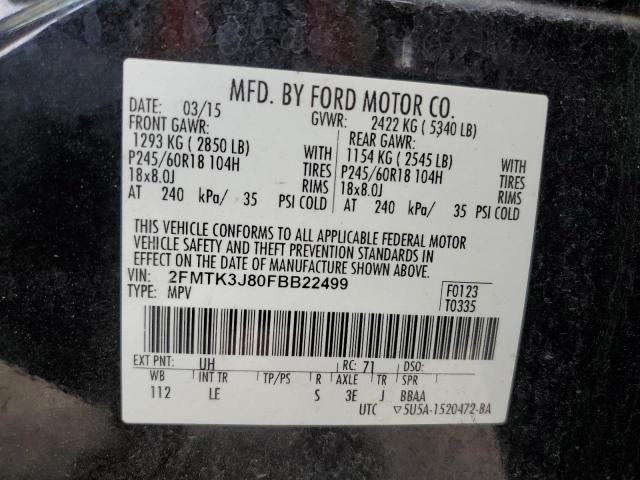 MFD. BY FORD MOTOR CO.
DATE: 03/15 GVWR: 2422 KG ( 5340 LB)
FRONT GAWR: REAR GAWR:
1293 KG ( 2850 LB) WITH 1154 KG ( 2545 LB) WITH
P245/60R18 104H TIRES P245/60R18 104H TIRES
18x8.0J RIMS 18x8.0J RIMS
AT 240 kPa/ 35 PSI COLD AT 240 kPa/ 35 PSI COLD
THIS VEHICLE CONFORMS TO ALL APPLICABLE FEDERAL MOTOR
VEHICLE SAFETY AND THEFT PREVENTION STANDARDS IN
EFFECT ON THE DATE OF MANUFACTURE SHOWN ABOVE.
VIN: 2FMTK3J80FBB22499 F0123
TYPE: MPV T0335
EXT PNT: UH RC: 71 DSO:
WB INT TR TP/PS R AXLE TR SPR
112 LE S 3E J BBAA
UTC ▽5U5A-1520472-BA